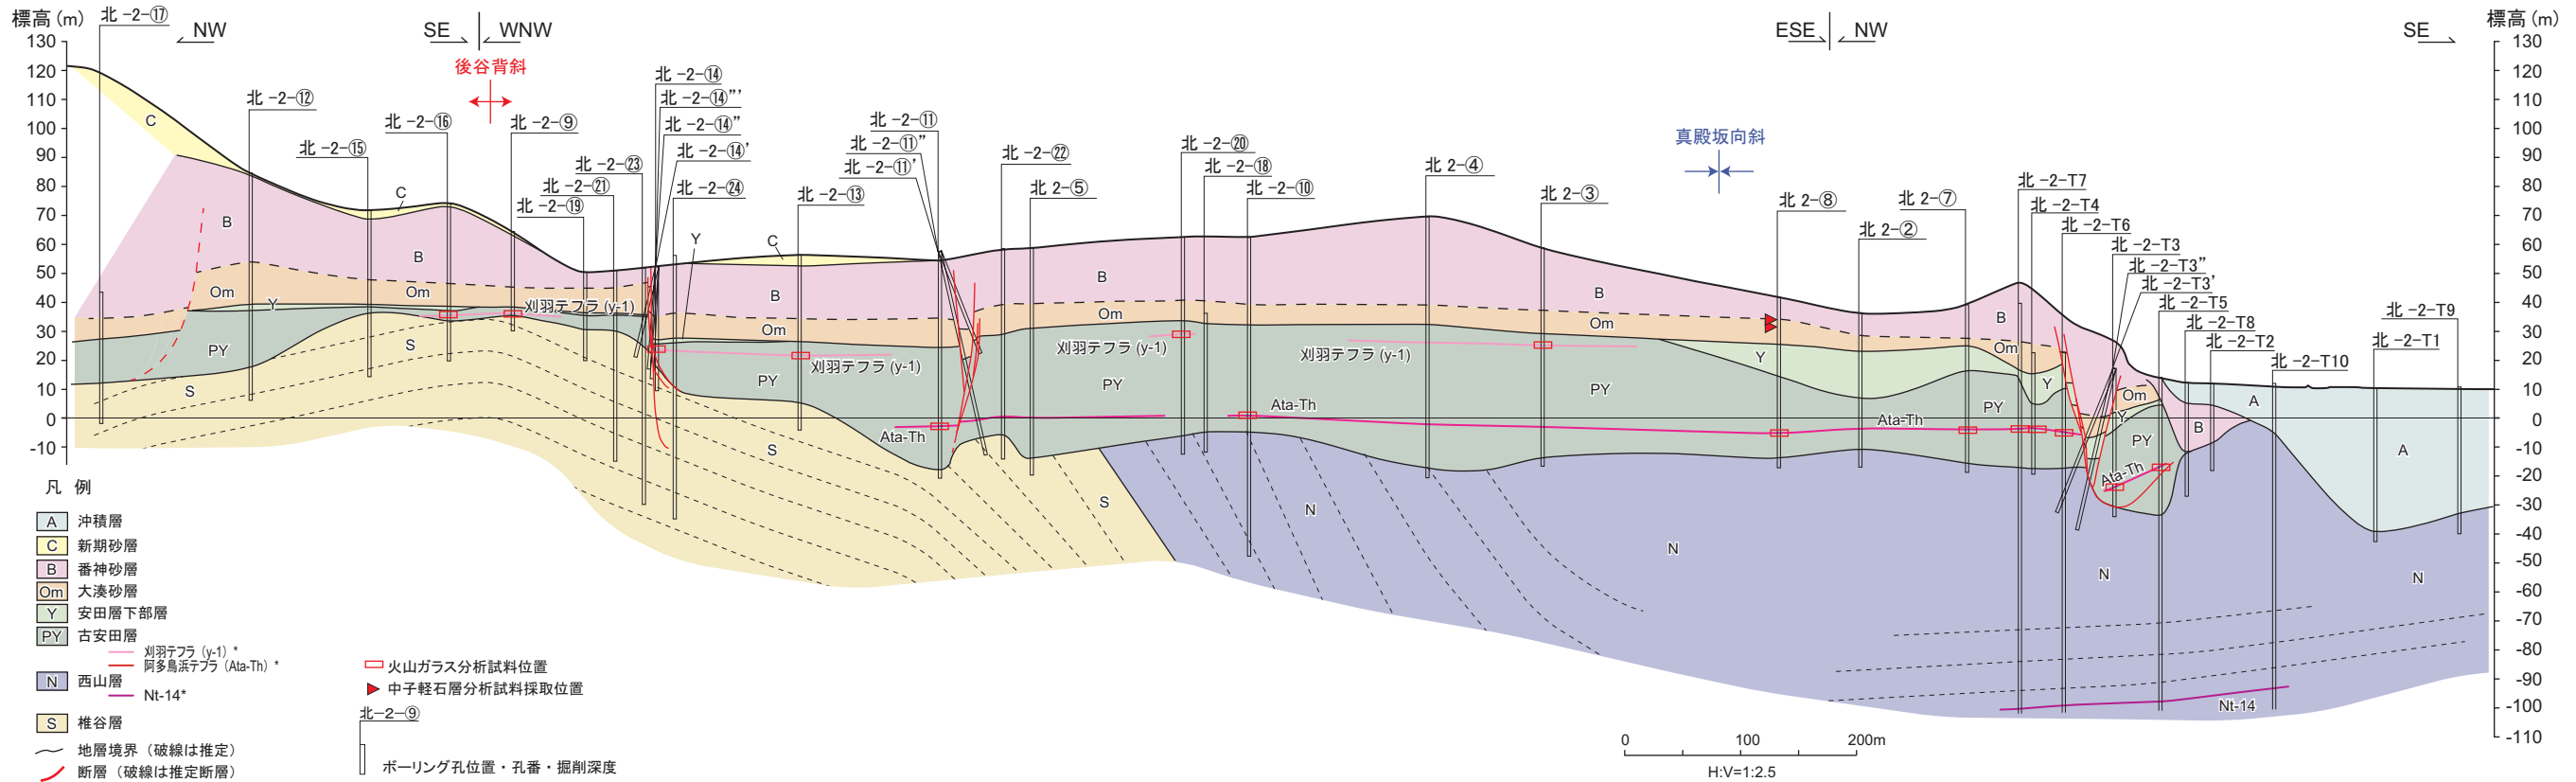 標高 (m)
北 -2-⑰
NW
SE
WNW
ESE
NW
SE
標高 (m)
130
120
110
100
90
80
70
60
50
40
30
20
10
0
-10
後谷背斜
真殿坂向斜
北 -2-⑫
北 -2-⑮
北 -2-⑯
北 -2-⑨
北 -2-⑲
北 -2-㉑
北 -2-㉓
北 -2-⑭
北 -2-⑭"'
北 -2-⑭"
北 -2-⑭'
北 -2-㉔
北 -2-⑬
北 -2-⑪
北 -2-⑪"
北 -2-⑪'
北 -2-㉒
北 2-⑤
北 -2-⑳
北 -2-⑱
北 -2-⑩
北 2-④
北 2-③
北 2-⑧
北 2-②
北 2-⑦
北 -2-T7
北 -2-T4
北 -2-T6
北 -2-T3
北 -2-T3"
北 -2-T3'
北 -2-T5
北 -2-T8
北 -2-T2
北 -2-T10
北 -2-T1
北 -2-T9
130
120
110
100
90
80
70
60
50
40
30
20
10
0
-10
-20
-30
-40
-50
-60
-70
-80
-90
-100
-110
C
B
Om
Y
PY
S
C
B
Om
S
刈羽テフラ (y-1)
Y
C
B
Om
PY
刈羽テフラ (y-1)
S
Ata-Th
B
Om
刈羽テフラ (y-1)
PY
S
N
刈羽テフラ (y-1)
Ata-Th
B
Om
PY
N
Y
Ata-Th
PY
B
Om
Y
Om
Y
PY
Ata-Th
B
A
A
N
N
Nt-14
凡 例
A 沖積層
C 新期砂層
B 番神砂層
Om 大湊砂層
Y 安田層下部層
PY 古安田層
刈羽テフラ (y-1) *
阿多鳥浜テフラ (Ata-Th) *
N 西山層
Nt-14*
S 椎谷層
地層境界（破線は推定）
断層（破線は推定断層）
火山ガラス分析試料位置
中子軽石層分析試料採取位置
北−2−⑨
ボーリング孔位置・孔番・掘削深度
0 100 200m
H:V=1:2.5